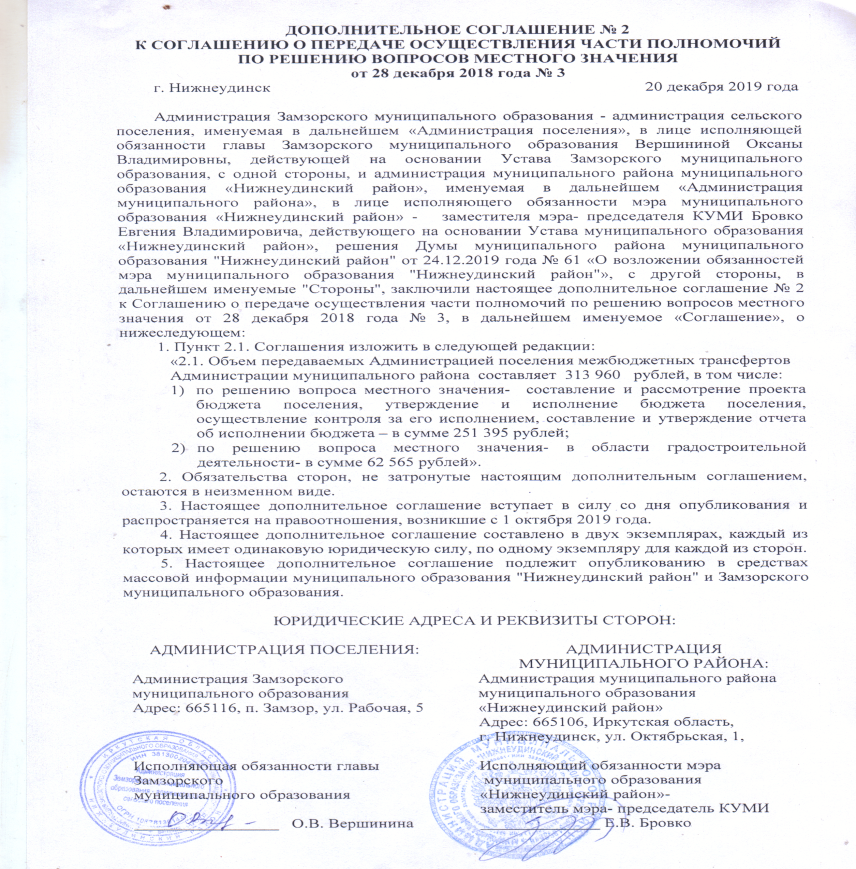 ДОПОЛНИТЕЛЬНОЕ СОГЛАШЕНИЕ № 2
К СОГЛАШЕНИЮ О ПЕРЕДАЧЕ ОСУЩЕСТВЛЕНИЯ ЧАСТИ ПОЛНОМОЧИЙ
ПО РЕШЕНИЮ ВОПРОСОВ МЕСТНОГО ЗНАЧЕНИЯ
от 28 декабря 2018 года № 3
г. Нижнеудинск 20 декабря 2019 года
Администрация Замзорского муниципального образования - администрация сельского
поселения, именуемая в дальнейшем «Администрация поселения», в лице исполняющей
обязанности главы Замзорского муниципального образования Вершининой Оксаны
Владимировны, действующей на основании Устава Замзорского муниципального
образования, с одной стороны, и администрация муниципального района муниципального
образования «Нижнеудинский район», именуемая в дальнейшем «Администрация
муниципального района», в лице исполняющего обязанности мэра муниципального
образования «Нижнеудинский район» - заместителя мэра- председателя КУМИ Бровко
Евгения Владимировича, действующего на основании Устава муниципального образования
«Нижнеудинский район», решения Думы муниципального района муниципального
образования "Нижнеудинский район" от 24.12.2019 года № 61 «О возложении обязанностей
мэра муниципального образования "Нижнеудинский район"», с другой стороны, в
дальнейшем именуемые "Стороны", заключили настоящее дополнительное соглашение № 2
к Соглашению о передаче осуществления части полномочий по решению вопросов местного
значения от 28 декабря 2018 года № 3, в дальнейшем именуемое «Соглашение», о
нижеследующем:
1. Пункт 2.1. Соглашения изложить в следующей редакции:
«2.1. Объем передаваемых Администрацией поселения межбюджетных трансфертов
Администрации муниципального района составляет 313 960 рублей, в том числе:
1) по решению вопроса местного значения- составление и рассмотрение проекта
бюджета поселения, утверждение и исполнение бюджета поселения,
осуществление контроля за его исполнением, составление и утверждение отчета
об исполнении бюджета – в сумме 251 395 рублей;
2) по решению вопроса местного значения- в области градостроительной
деятельности- в сумме 62 565 рублей».
2. Обязательства сторон, не затронутые настоящим дополнительным соглашением,
остаются в неизменном виде.
3. Настоящее дополнительное соглашение вступает в силу со дня опубликования и
распространяется на правоотношения, возникшие с 1 октября 2019 года.
4. Настоящее дополнительное соглашение составлено в двух экземплярах, каждый из
которых имеет одинаковую юридическую силу, по одному экземпляру для каждой из сторон.
5. Настоящее дополнительное соглашение подлежит опубликованию в средствах
массовой информации муниципального образования "Нижнеудинский район" и Замзорского
муниципального образования.
ЮРИДИЧЕСКИЕ АДРЕСА И РЕКВИЗИТЫ СТОРОН:
АДМИНИСТРАЦИЯ ПОСЕЛЕНИЯ:
Администрация Замзорского
муниципального образования
Адрес: 665116, п. Замзор, ул. Рабочая, 5
Исполняющая обязанности главы
Замзорского
муниципального образования
О.В. Вершинина
АДМИНИСТРАЦИЯ
МУНИЦИПАЛЬНОГО РАЙОНА:
Администрация муниципального района
муниципального образования
«Нижнеудинский район»
Адрес: 665106, Иркутская область,
г. Нижнеудинск, ул. Октябрьская, 1,
Исполняющий обязанности мэра
муниципального образования
«Нижнеудинский район»-
заместитель мэра- председатель КУМИ
Е.В. Бровко